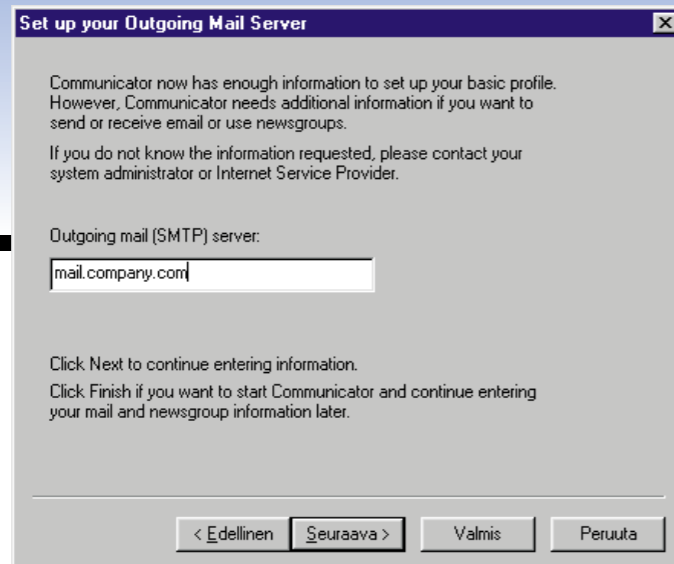 Set up your Outgoing Mail Server
Communicator now has enough information to set up your basic profile.
However, Communicator needs additional information if you want to
send or receive email or use newsgroups.
If you do not know the information requested, please contact your
system administrator or Internet Service Provider.
Outgoing mail (SMTP) server:
mail.company.com
Click Next to continue entering information.
Click Finish if you want to start Communicator and continue entering
your mail and newsgroup information later.
< Edellinen Seuraava > Valmis Peruuta